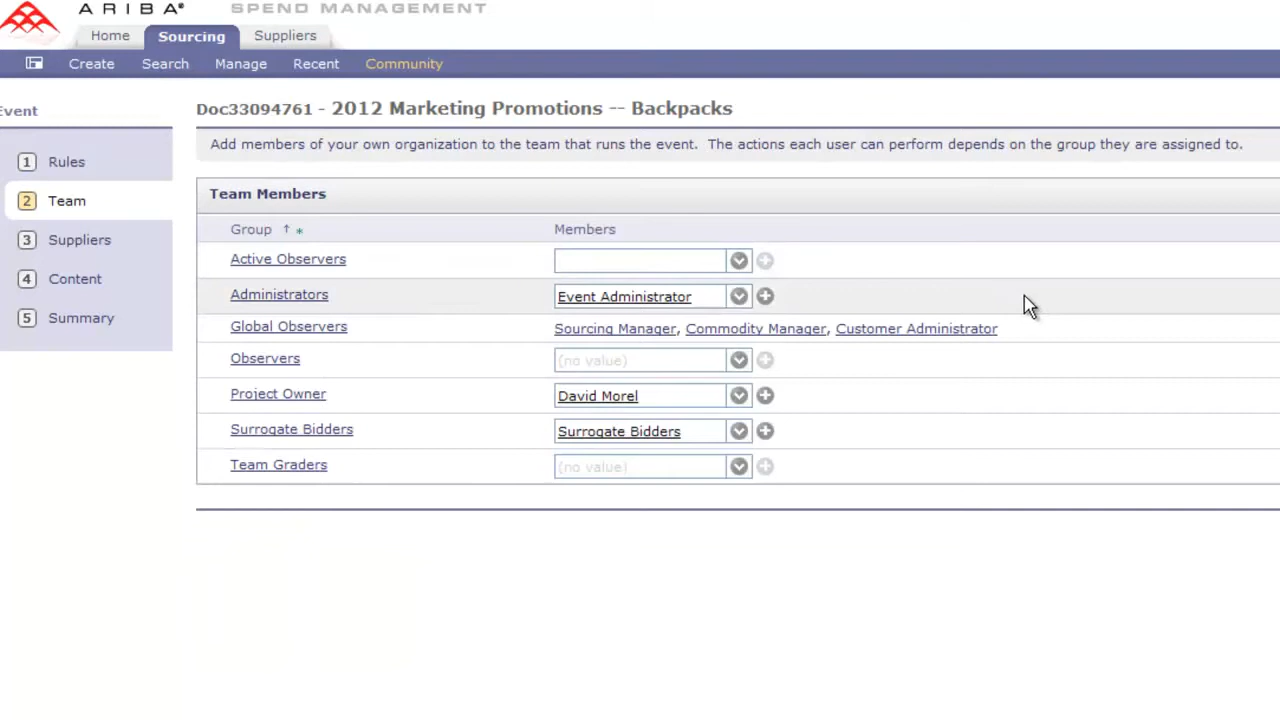 ARIBA® SPEND MANAGEMENT
Home Sourcing Suppliers
Create Search Manage Recent Community
Event
Doc33094761 - 2012 Marketing Promotions -- Backpacks
Add members of your own organization to the team that runs the event. The actions each user can perform depends on the group they are assigned to.
1 Rules
2 Team
3 Suppliers
4 Content
5 Summary
Team Members
Group ↑ * Members
Active Observers
Administrators Event Administrator
Global Observers Sourcing Manager, Commodity Manager, Customer Administrator
Observers (no value)
Project Owner David Morel
Surrogate Bidders Surrogate Bidders
Team Graders (no value)